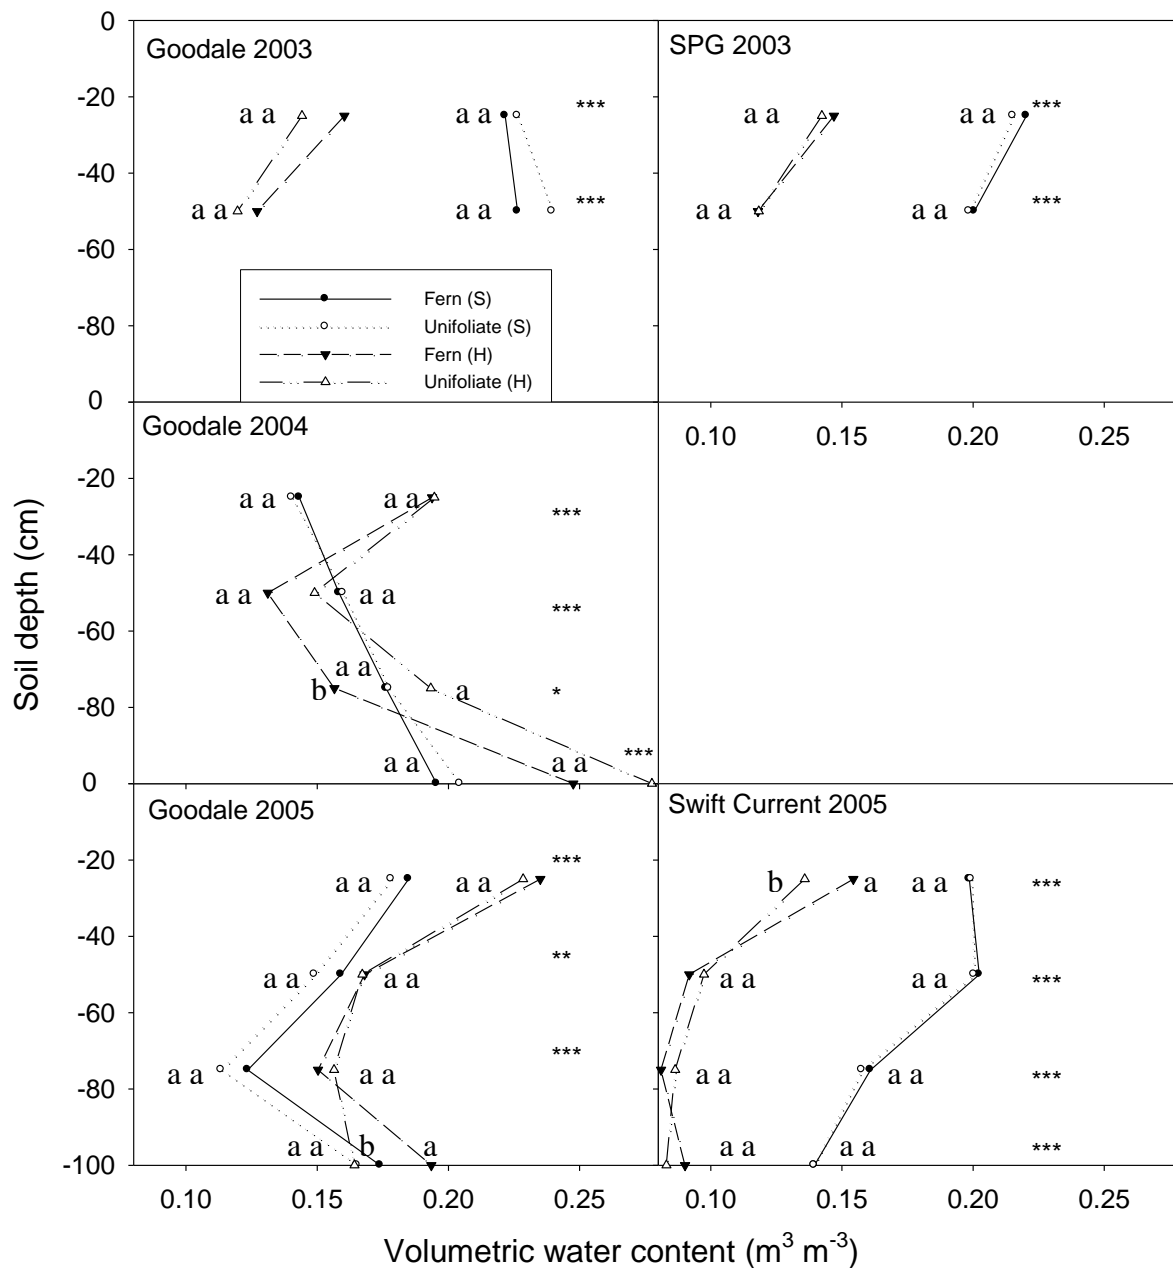 0
Goodale 2003
SPG 2003
-20
***
***
a a
a a
a a
a a
-40
***
***
a a
a a
a a
a a
-60
Fern (S)
Unifoliate (S)
-80
Fern (H)
Unifoliate (H)
0
Goodale 2004
0.10 0.15 0.20 0.25
-20
a a
a a
***
-40
a a
a a
***
-60
a a
b
a
*
-80
***
a a
a a
0
Goodale 2005
Swift Current 2005
-20
***
a a
a a
b
a
a a
***
-40
**
a a
a a
a a
a a
***
-60
***
a a
a a
a a
a a
***
-80
a a
b
a
a a
a a
***
-100
0.10 0.15 0.20 0.25
0.10 0.15 0.20 0.25
Soil depth (cm)
Volumetric water content (m³ m⁻³)